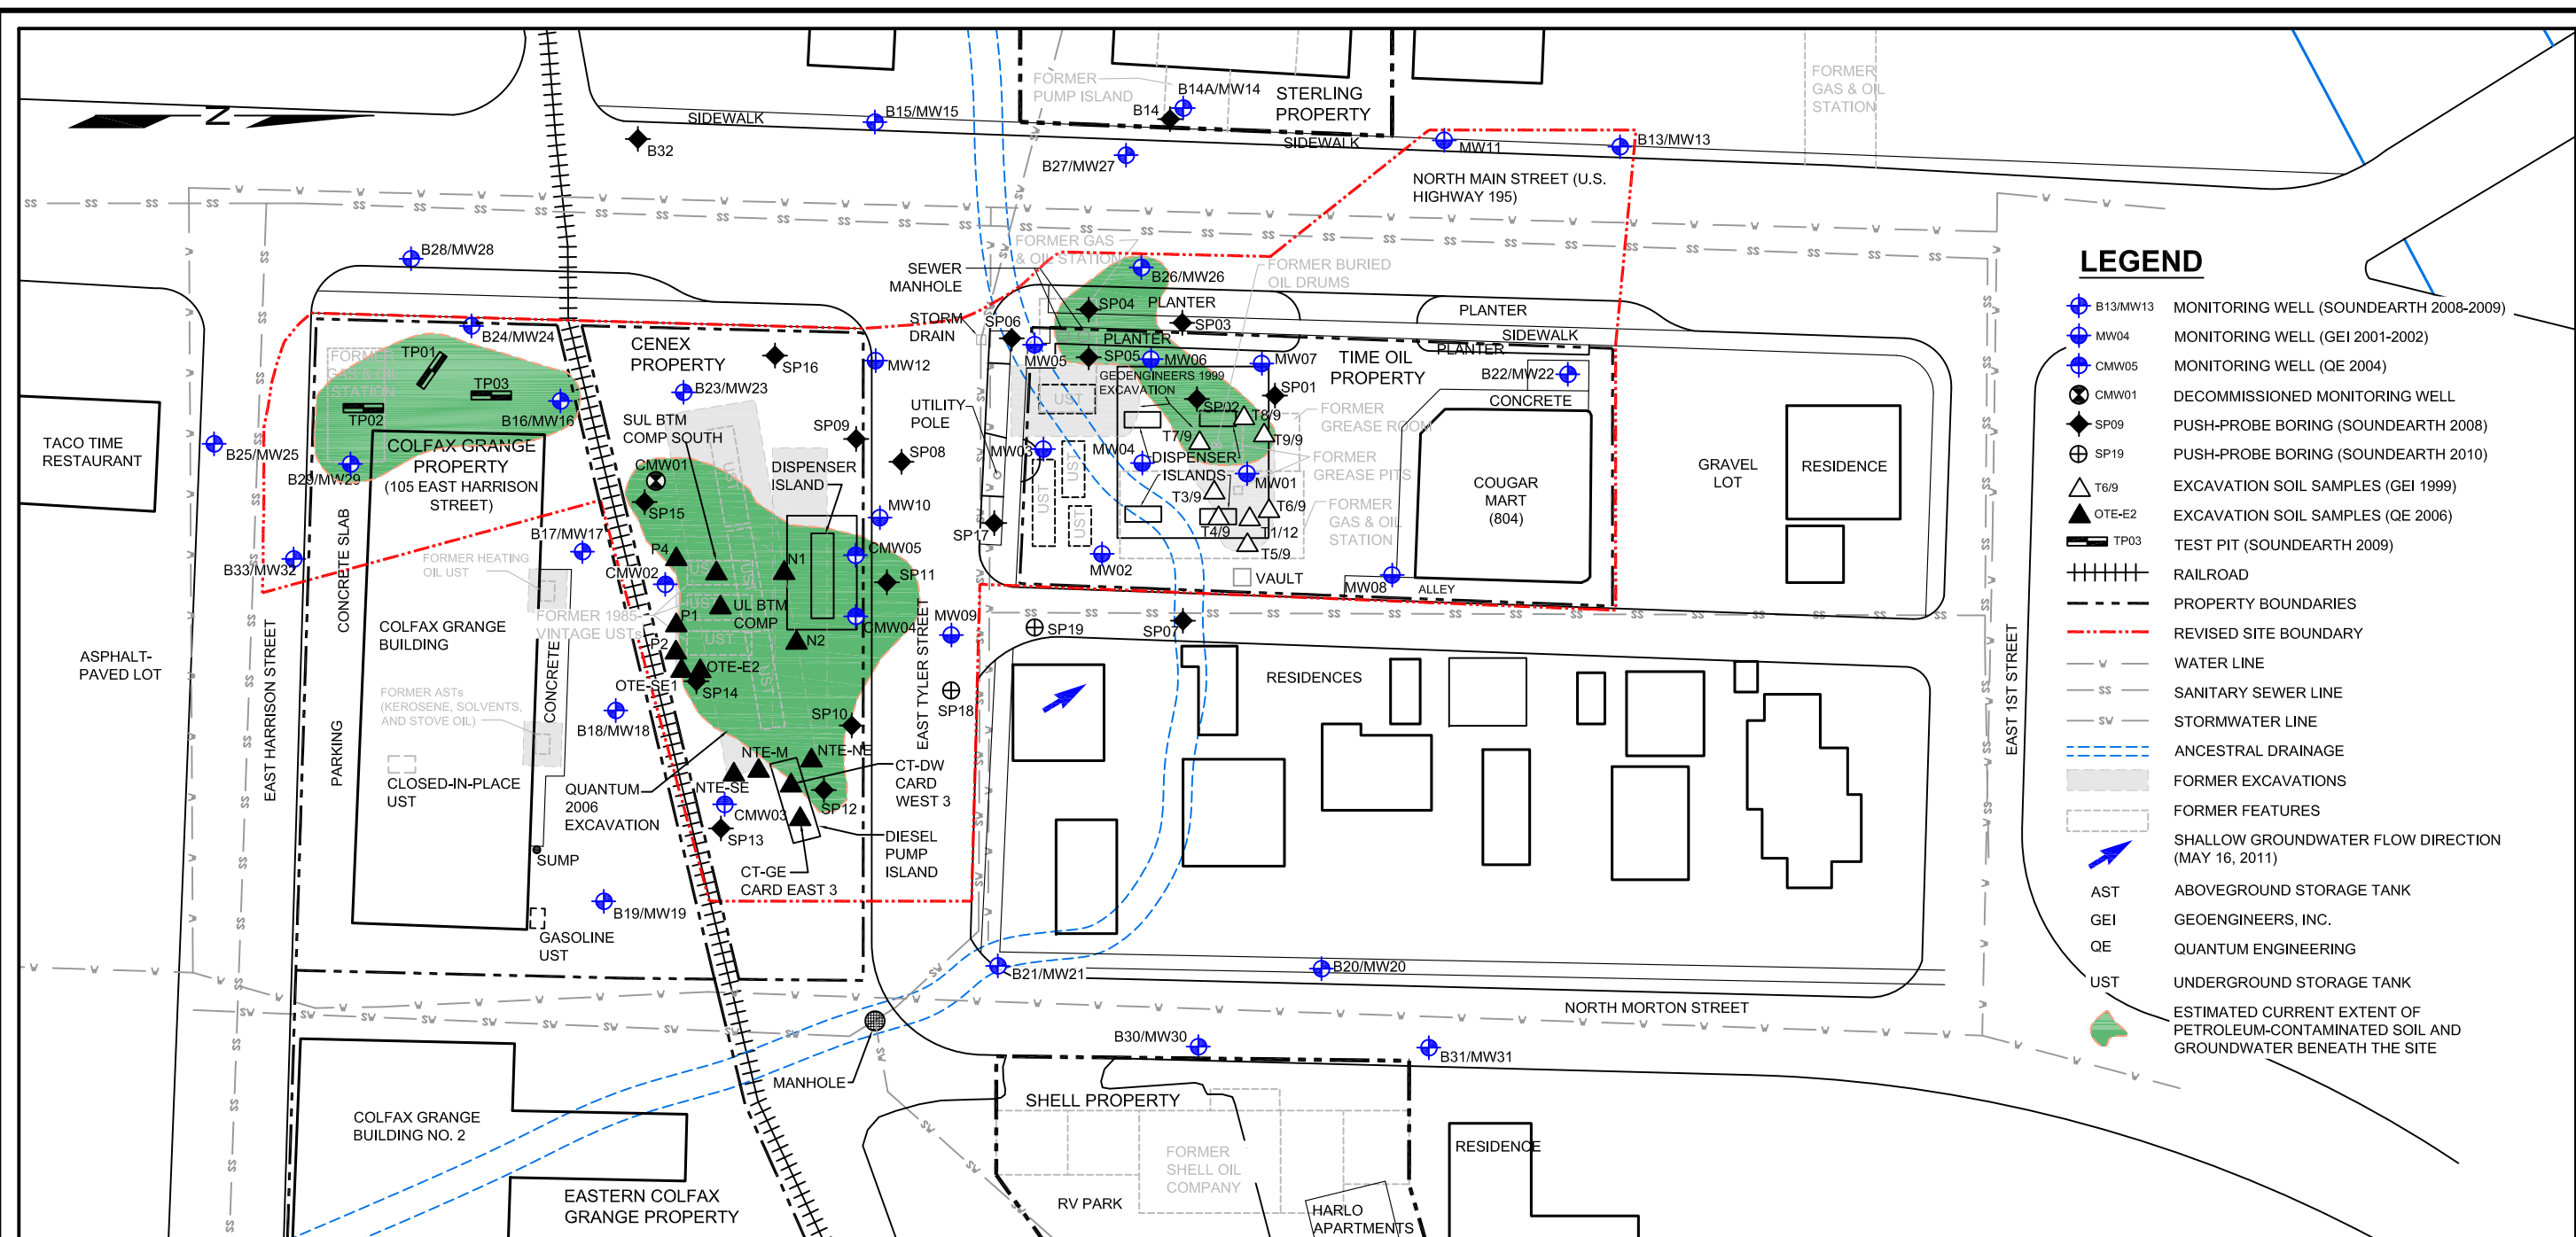 FORMER
PUMP ISLAND
B14A/MW14
B14
STERLING
PROPERTY
FORMER
GAS & OIL
STATION
N
SIDEWALK
B15/MW15
B32
B27/MW27
SIDEWALK
MW11
B13/MW13
NORTH MAIN STREET (U.S.
HIGHWAY 195)
B28/MW28
FORMER GAS
& OIL STATION
SEWER
MANHOLE
B26/MW26
FORMER BURIED
OIL DRUMS
SP04
PLANTER
SP03
PLANTER
SIDEWALK
PLANTER
STORM
DRAIN
SP06
MW05
PLANTER
SP05
MW06
MW07
TIME OIL
PROPERTY
B22/MW22
CONCRETE
B24/MW24
CENEX
PROPERTY
SP16
MW12
FORMER
GAS & OIL
STATION
TP01
TP03
TP02
B16/MW16
B23/MW23
GEOENGINEERS 1999
EXCAVATION
UST
SP01
SP02
T8/9
FORMER
GREASE ROOM
TACO TIME
RESTAURANT
B25/MW25
B29/MW29
COLFAX GRANGE
PROPERTY
(105 EAST HARRISON
STREET)
SUL BTM
COMP SOUTH
CMW01
SP15
UST
DISPENSER
ISLAND
SP09
SP08
UTILITY
POLE
MW03
MW04
T7/9
T9/9
DISPENSER
ISLANDS
MW01
FORMER
GREASE PITS
UST
UST
UST
T3/9
T6/9
T4/9
T1/12
T5/9
FORMER
GAS & OIL
STATION
COUGAR
MART
(804)
GRAVEL
LOT
RESIDENCE
MW10
SP17
B33/MW32
B17/MW17
FORMER HEATING
OIL UST
P4
N1
CMW05
CMW02
UST
UST
UST
SP11
MW02
VAULT
MW08
ALLEY
CONCRETE SLAB
FORMER 1985-
VINTAGE USTs
P1
UL BTM
COMP
UST
UST
N2
CMW04
P2
OTE-E2
OTE-SE1
SP14
MW09
SP19
SP07
COLFAX GRANGE
BUILDING
CONCRETE
ASPHALT-
PAVED LOT
EAST HARRISON STREET
PARKING
FORMER ASTs
(KEROSENE, SOLVENTS,
AND STOVE OIL)
B18/MW18
SP10
SP18
EAST TYLER STREET
RESIDENCES
EAST 1ST STREET
CLOSED-IN-PLACE
UST
QUANTUM
2006
EXCAVATION
NTE-M
NTE-NE
NTE-SE
CMW03
SP13
SP12
CT-DW
CARD
WEST 3
DIESEL
PUMP
ISLAND
CT-GE
CARD EAST 3
SUMP
B19/MW19
GASOLINE
UST
B21/MW21
B20/MW20
NORTH MORTON STREET
MANHOLE
B30/MW30
B31/MW31
SHELL PROPERTY
FORMER
SHELL OIL
COMPANY
RV PARK
HARLO
APARTMENTS
RESIDENCE
COLFAX GRANGE
BUILDING NO. 2
EASTERN COLFAX
GRANGE PROPERTY
LEGEND
B13/MW13 MONITORING WELL (SOUNDEARTH 2008-2009)
MW04 MONITORING WELL (GEI 2001-2002)
CMW05 MONITORING WELL (QE 2004)
CMW01 DECOMMISSIONED MONITORING WELL
SP09 PUSH-PROBE BORING (SOUNDEARTH 2008)
SP19 PUSH-PROBE BORING (SOUNDEARTH 2010)
T6/9 EXCAVATION SOIL SAMPLES (GEI 1999)
OTE-E2 EXCAVATION SOIL SAMPLES (QE 2006)
TP03 TEST PIT (SOUNDEARTH 2009)
RAILROAD
PROPERTY BOUNDARIES
REVISED SITE BOUNDARY
W WATER LINE
SS SANITARY SEWER LINE
SW STORMWATER LINE
ANCESTRAL DRAINAGE
FORMER EXCAVATIONS
FORMER FEATURES
SHALLOW GROUNDWATER FLOW DIRECTION
(MAY 16, 2011)
AST ABOVEGROUND STORAGE TANK
GEI GEOENGINEERS, INC.
QE QUANTUM ENGINEERING
UST UNDERGROUND STORAGE TANK
ESTIMATED CURRENT EXTENT OF
PETROLEUM-CONTAMINATED SOIL AND
GROUNDWATER BENEATH THE SITE